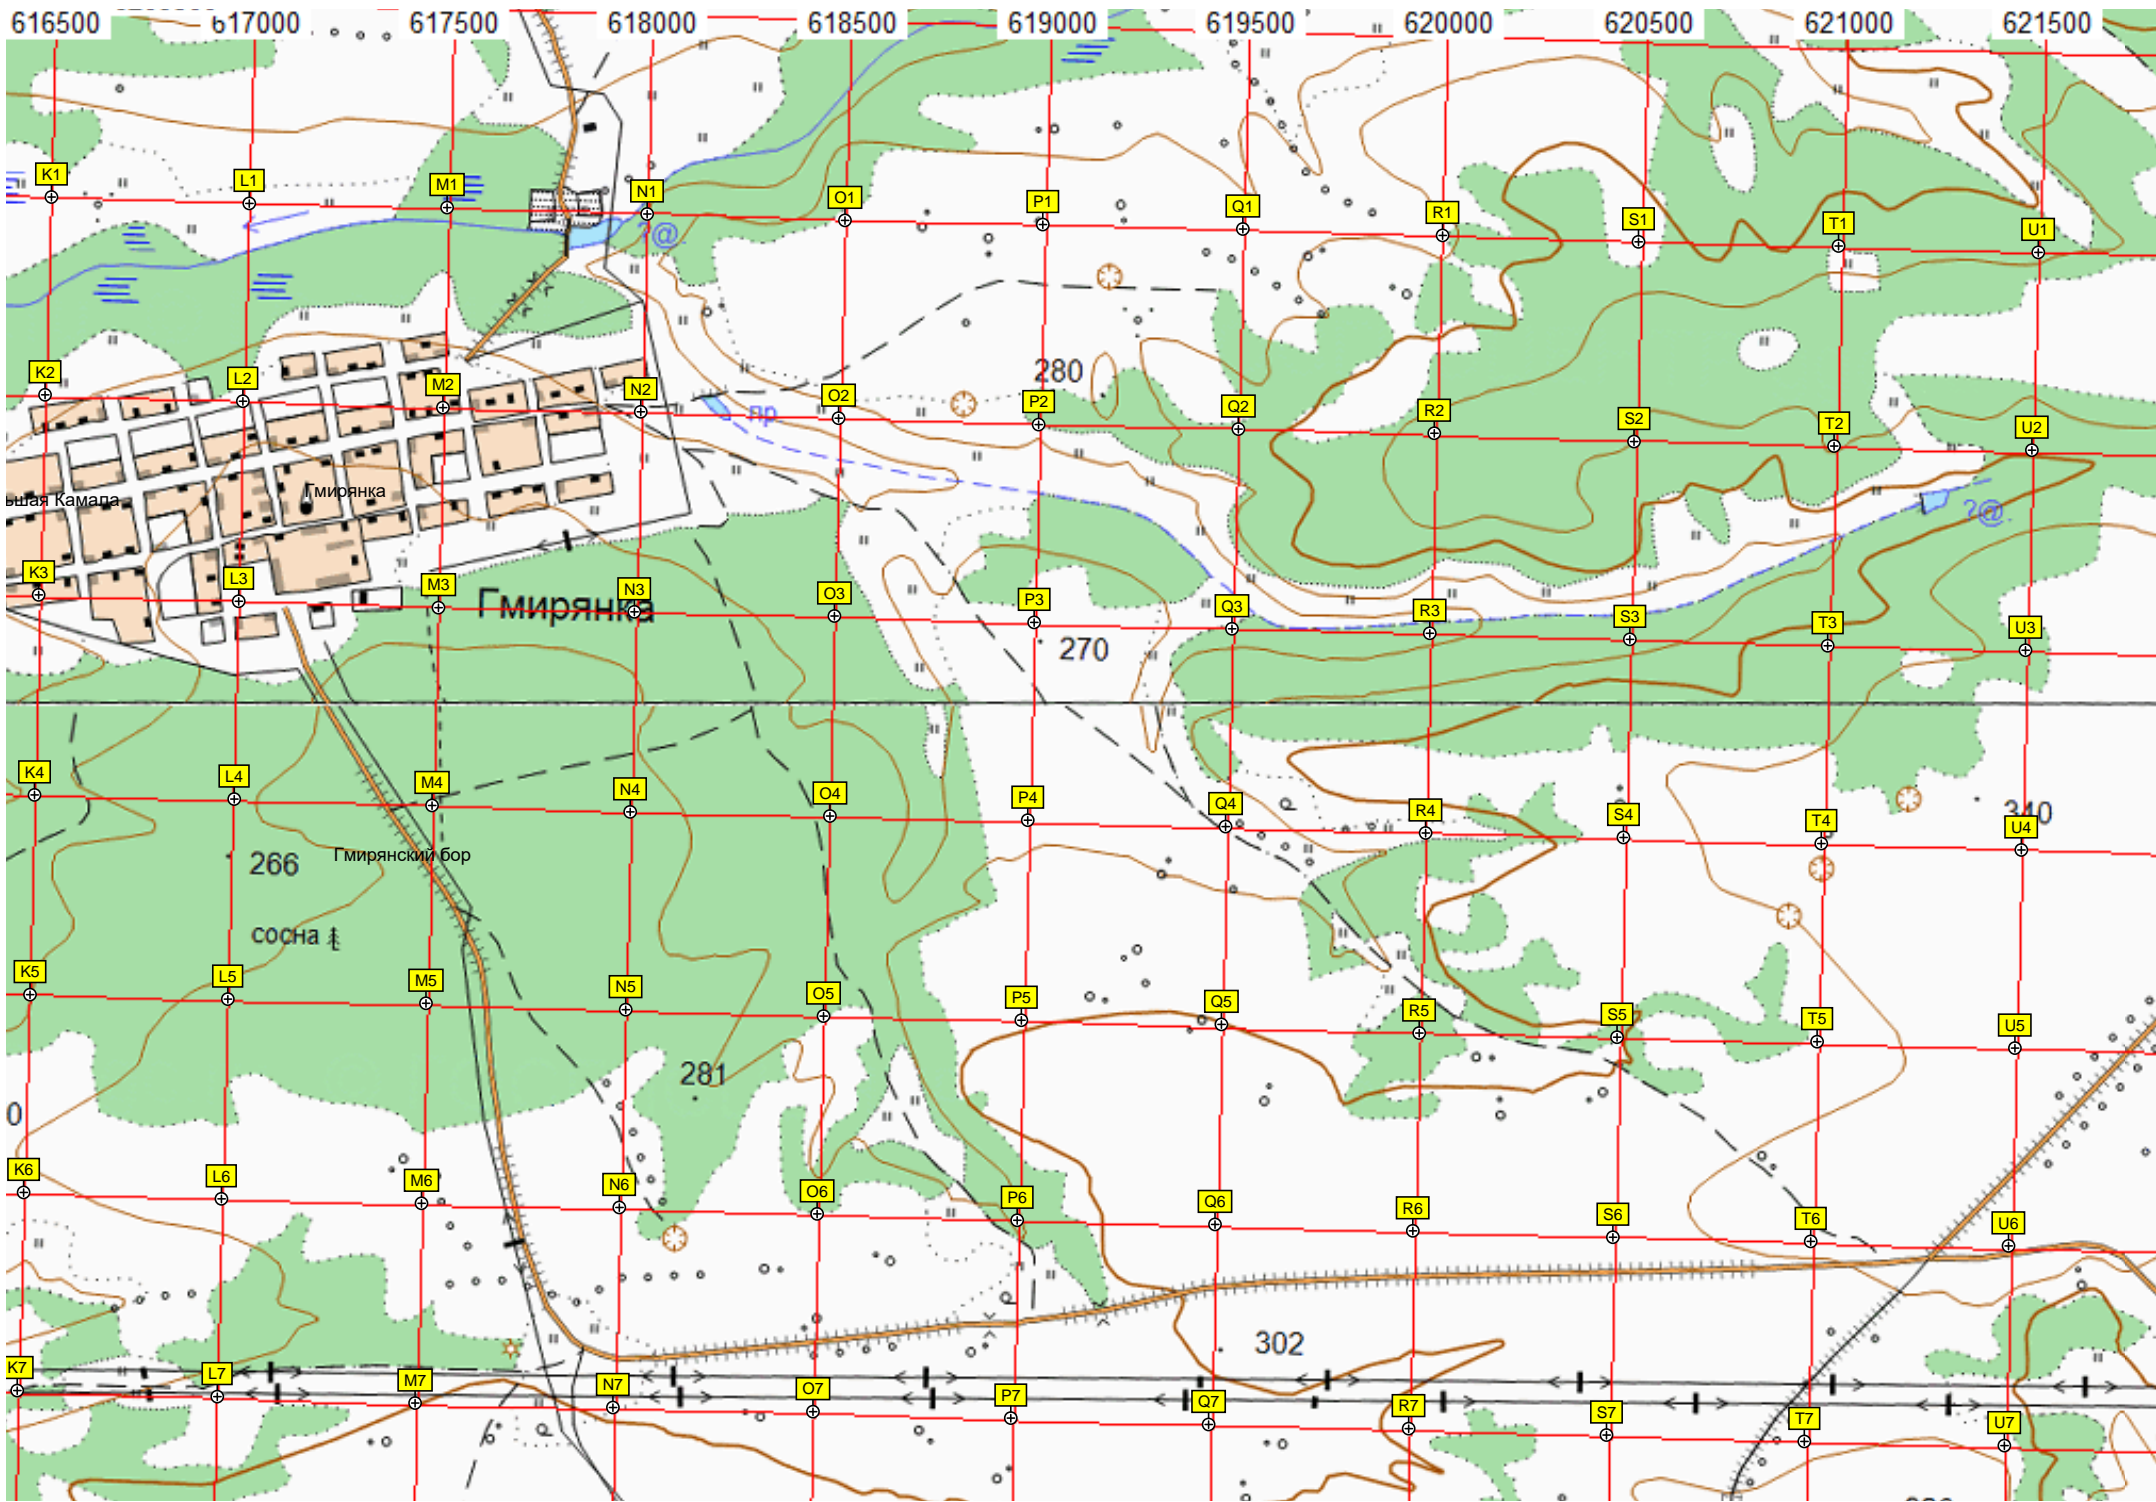 616500 617000 617500 618000 618500 619000 619500 620000 620500 621000 621500
K1 L1 M1 N1 O1 P1 Q1 R1 S1 T1 U1
?@.
280
K2 L2 M2 N2 O2 P2 Q2 R2 S2 T2 U2
пр
ьшая Камала
Гмирянка
?@.
K3 L3 M3 N3 O3 P3 Q3 R3 S3 T3 U3
Гмирянка
270
K4 L4 M4 N4 O4 P4 Q4 R4 S4 T4 U4
340
Гмирянский бор
266
сосна
K5 L5 M5 N5 O5 P5 Q5 R5 S5 T5 U5
281
0
K6 L6 M6 N6 O6 P6 Q6 R6 S6 T6 U6
302
K7 L7 M7 N7 O7 P7 Q7 R7 S7 T7 U7